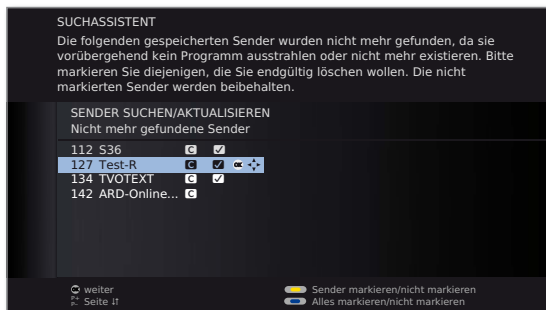 SUCHASSISTENT
Die folgenden gespeicherten Sender wurden nicht mehr gefunden, da sie
vorübergehend kein Programm ausstrahlen oder nicht mehr existieren. Bitte
markieren Sie diejenigen, die Sie endgültig löschen wollen. Die nicht
markierten Sender werden beibehalten.
SENDER SUCHEN/AKTUALISIEREN
Nicht mehr gefundene Sender
112 S36 C
127 Test-R C OK
134 TVOTEXT C
142 ARD-Online... C
OK weiter
P+ P- Seite ↓↑
Sender markieren/nicht markieren
Alles markieren/nicht markieren